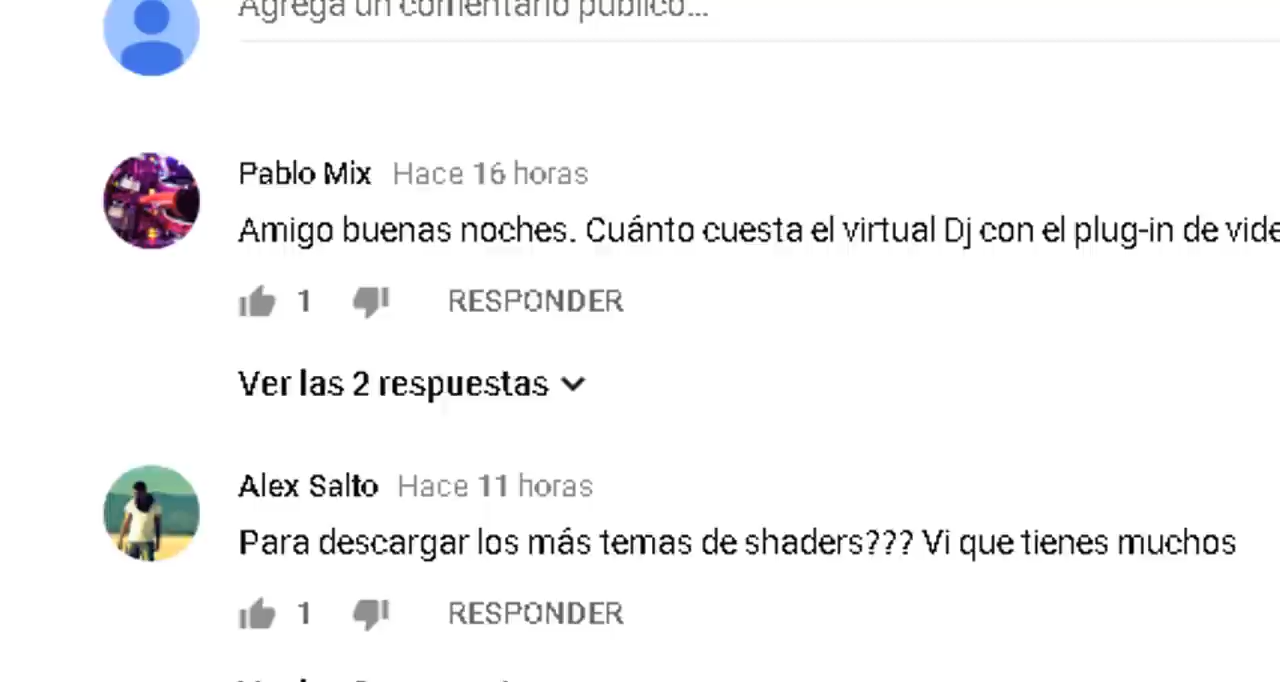 Agrega un comentario público...
Pablo Mix Hace 16 horas
Amigo buenas noches. Cuánto cuesta el virtual Dj con el plug-in de vide
1 RESPONDER
Ver las 2 respuestas
Alex Salto Hace 11 horas
Para descargar los más temas de shaders??? Vi que tienes muchos
1 RESPONDER